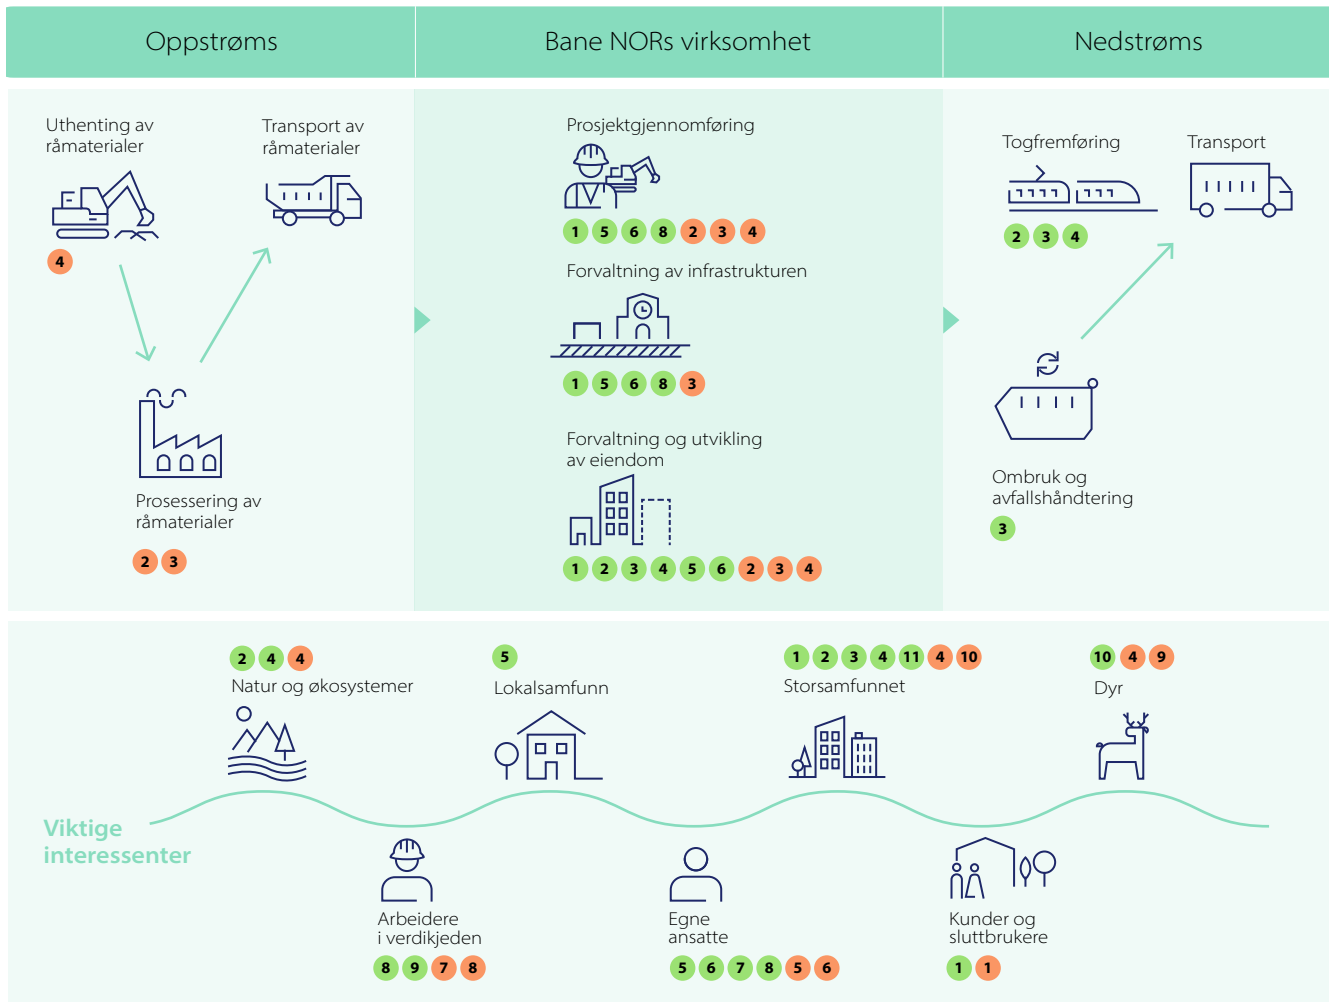 Oppstrøms
Bane NORs virksomhet
Nedstrøms
Uthenting av
råmaterialer
4
Transport av
råmaterialer
Prosessering av
råmaterialer
2 3
Prosjektgjennomføring
1 5 6 8 2 3 4
Forvaltning av infrastrukturen
1 5 6 8 3
Forvaltning og utvikling
av eiendom
1 2 3 4 5 6 2 3 4
Togfremføring
2 3 4
Transport
Ombruk og
avfallshåndtering
3
Viktige
interessenter
2 4 4
Natur og økosystemer
5
Lokalsamfunn
1 2 3 4 11 4 10
Storsamfunnet
10 4 9
Dyr
Arbeidere
i verdikjeden
8 9 7 8
Egne
ansatte
5 6 7 8 5 6
Kunder og
sluttbrukere
1 1